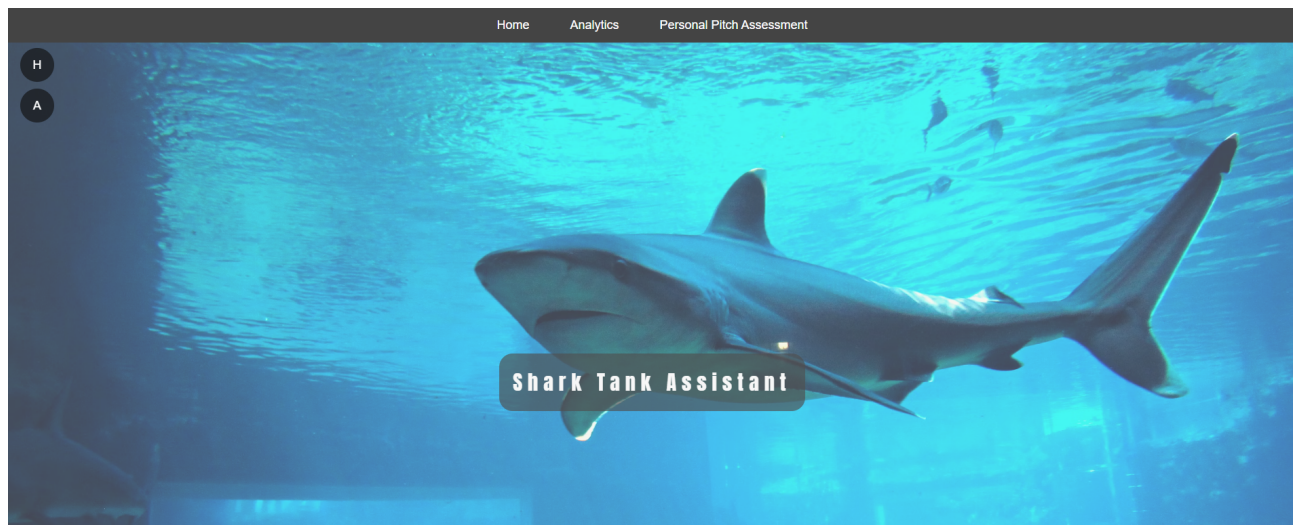 Home Analytics Personal Pitch Assessment
H
A
Shark Tank Assistant